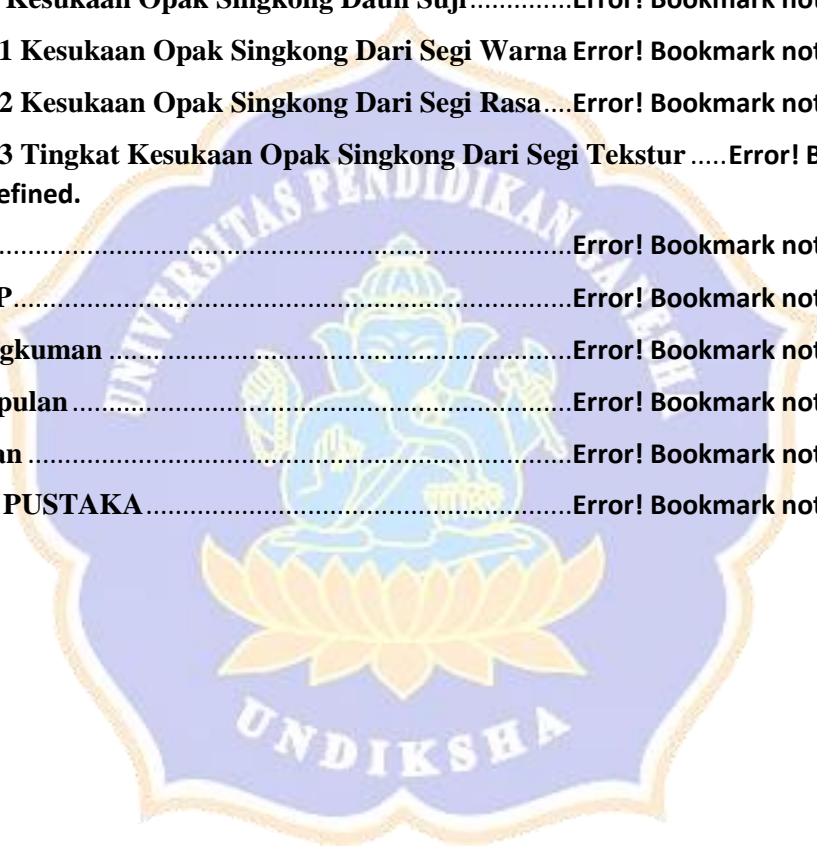 Kesukaan Opak Singkong Daun Suji..............Error! Bookmark not
1 Kesukaan Opak Singkong Dari Segi Warna Error! Bookmark not
2 Kesukaan Opak Singkong Dari Segi Rasa....Error! Bookmark not
3 Tingkat Kesukaan Opak Singkong Dari Segi Tekstur.....Error! B
efined.
....................................................................Error! Bookmark not
P..................................................................Error! Bookmark not
gkuman......................................................Error! Bookmark not
pulan...........................................................Error! Bookmark not
an................................................................Error! Bookmark not
PUSTAKA..................................................Error! Bookmark not
UNIVERSITAS PENDIDIKAN GANESHA
UNDIKSHA